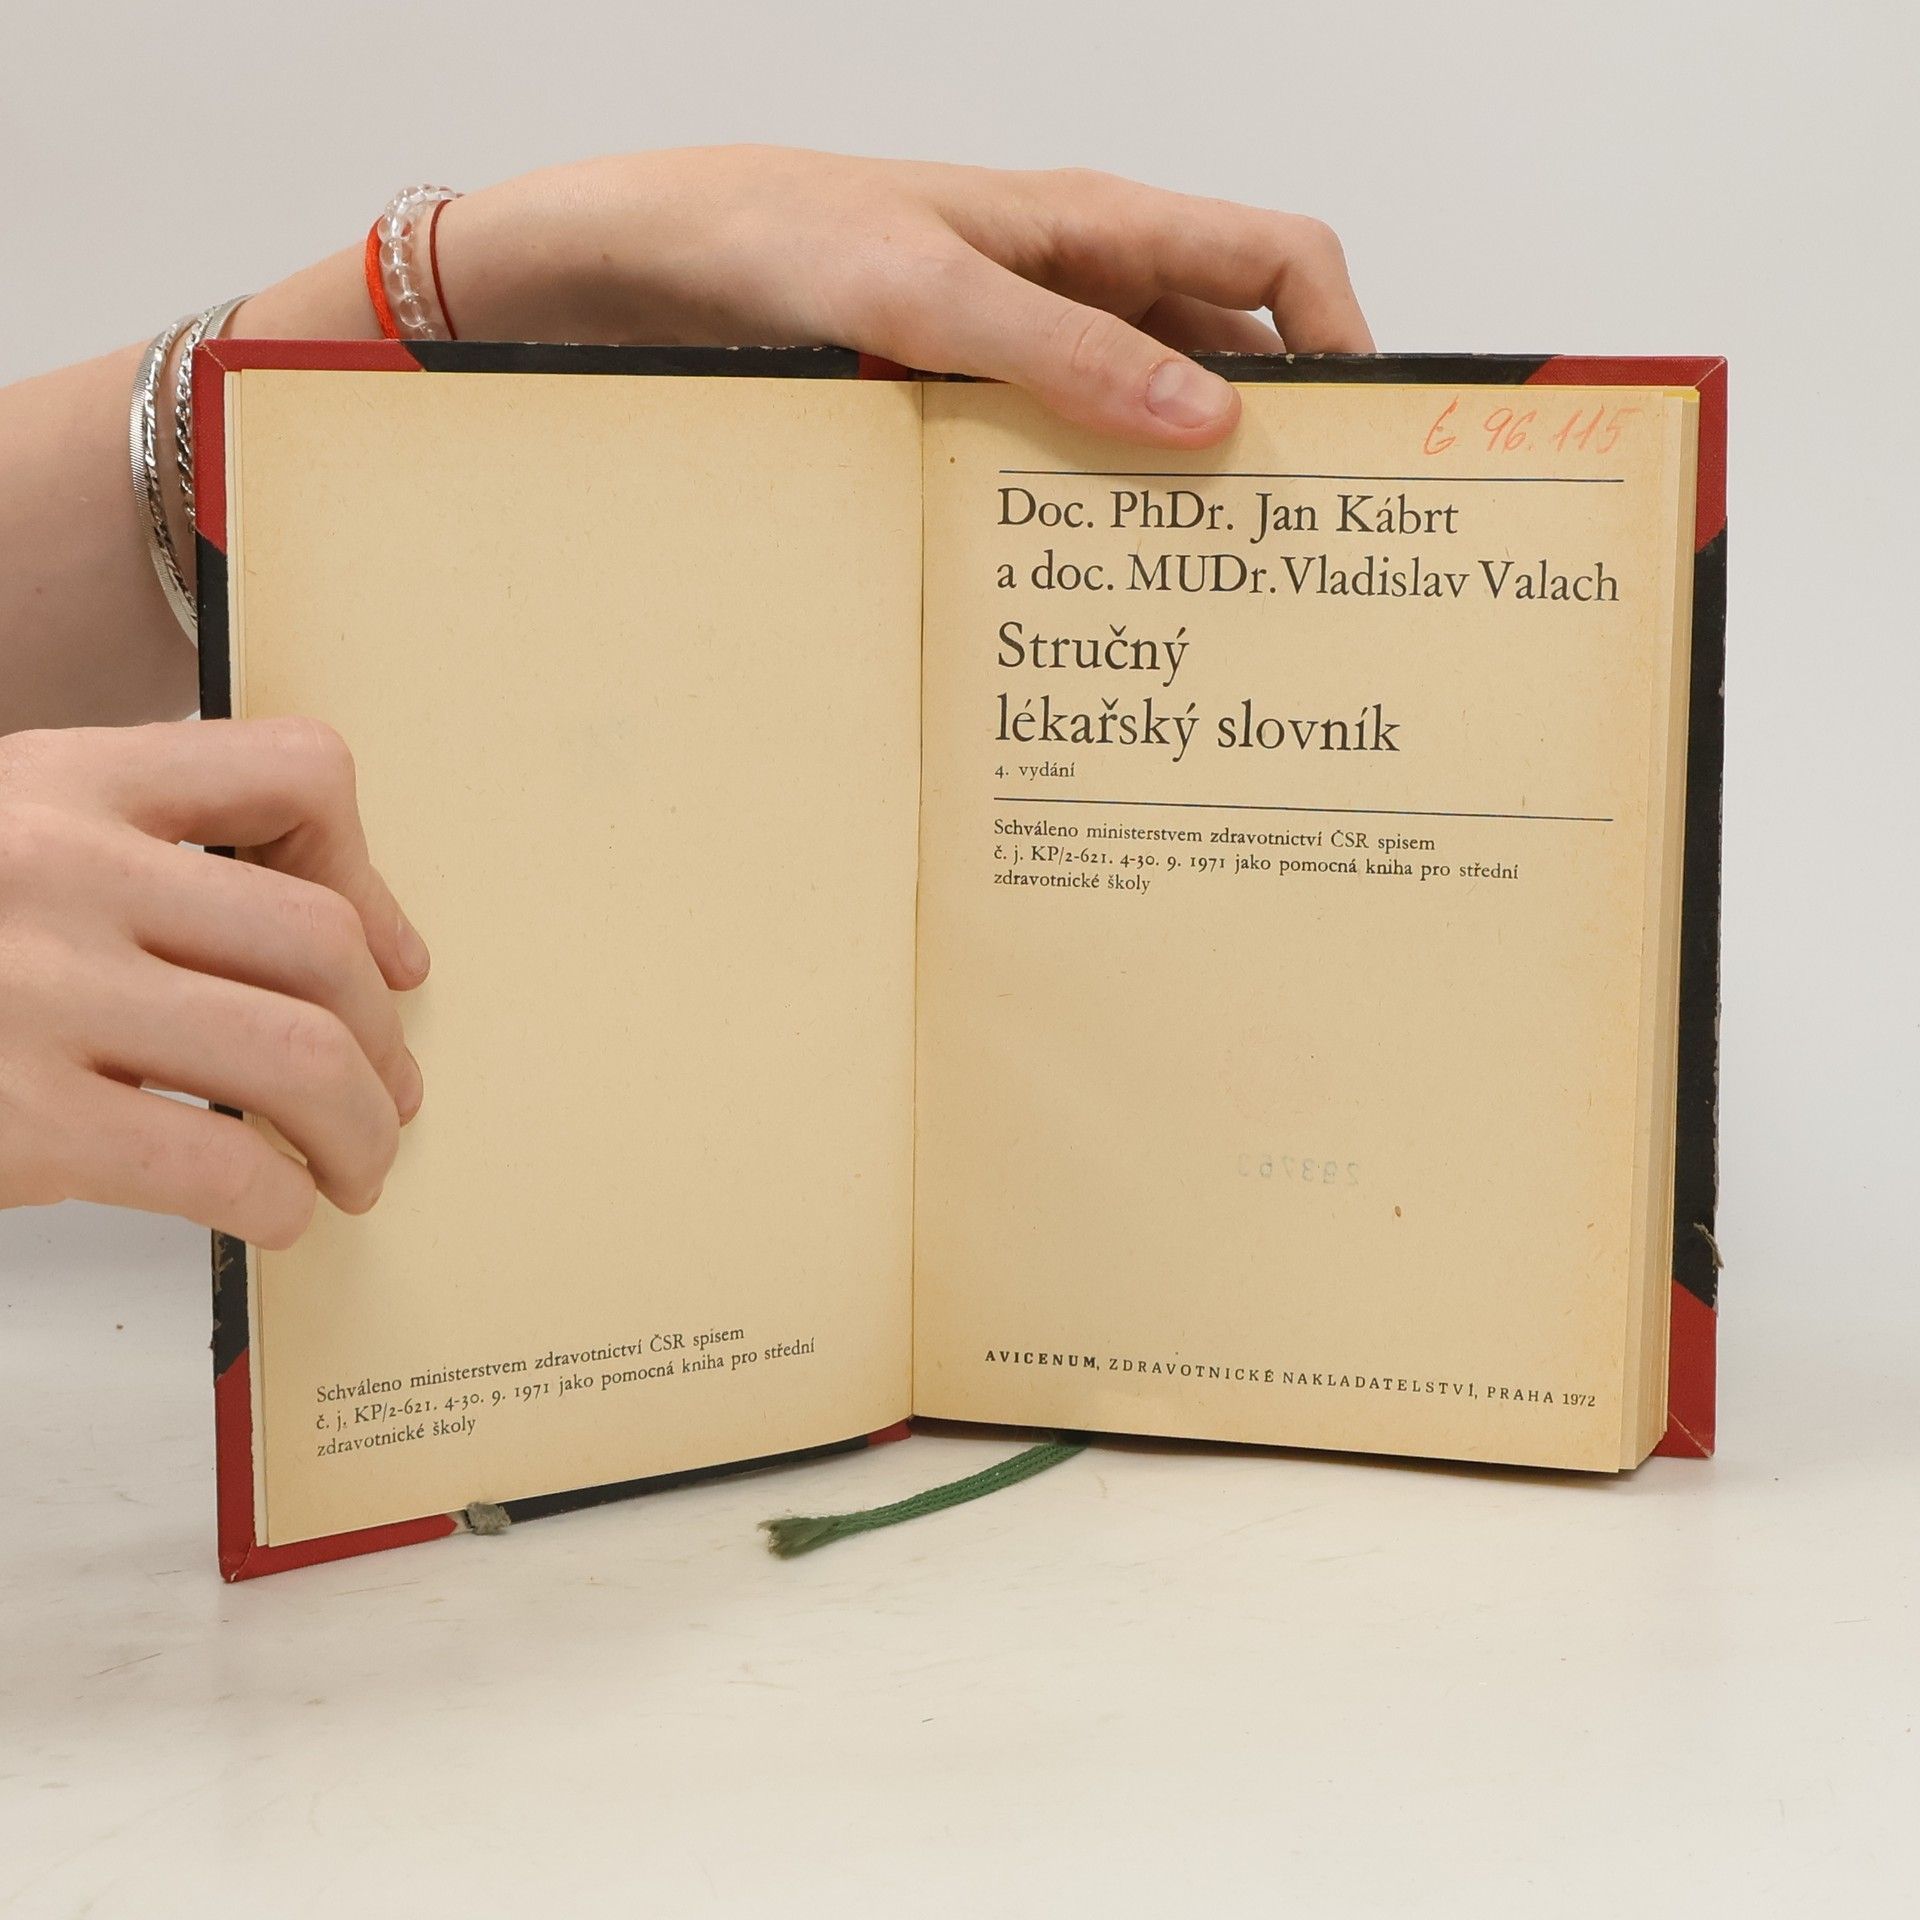 Schváleno ministerstvem zdravotnictví ČSR spisem
č. j. KP/2-621. 4-30. 9. 1971 jako pomocná kniha pro střední
zdravotnické školy
96.115
Doc. PhDr. Jan Kábrt
a doc. MUDr. Vladislav Valach
Stručný
lékařský slovník
4. vydání
Schváleno ministerstvem zdravotnictví ČSR spisem
č. j. KP/2-621. 4-30. 9. 1971 jako pomocná kniha pro střední
zdravotnické školy
AVICENUM, ZDRAVOTNICKÉ NAKLADATELSTVÍ, PRAHA 1972